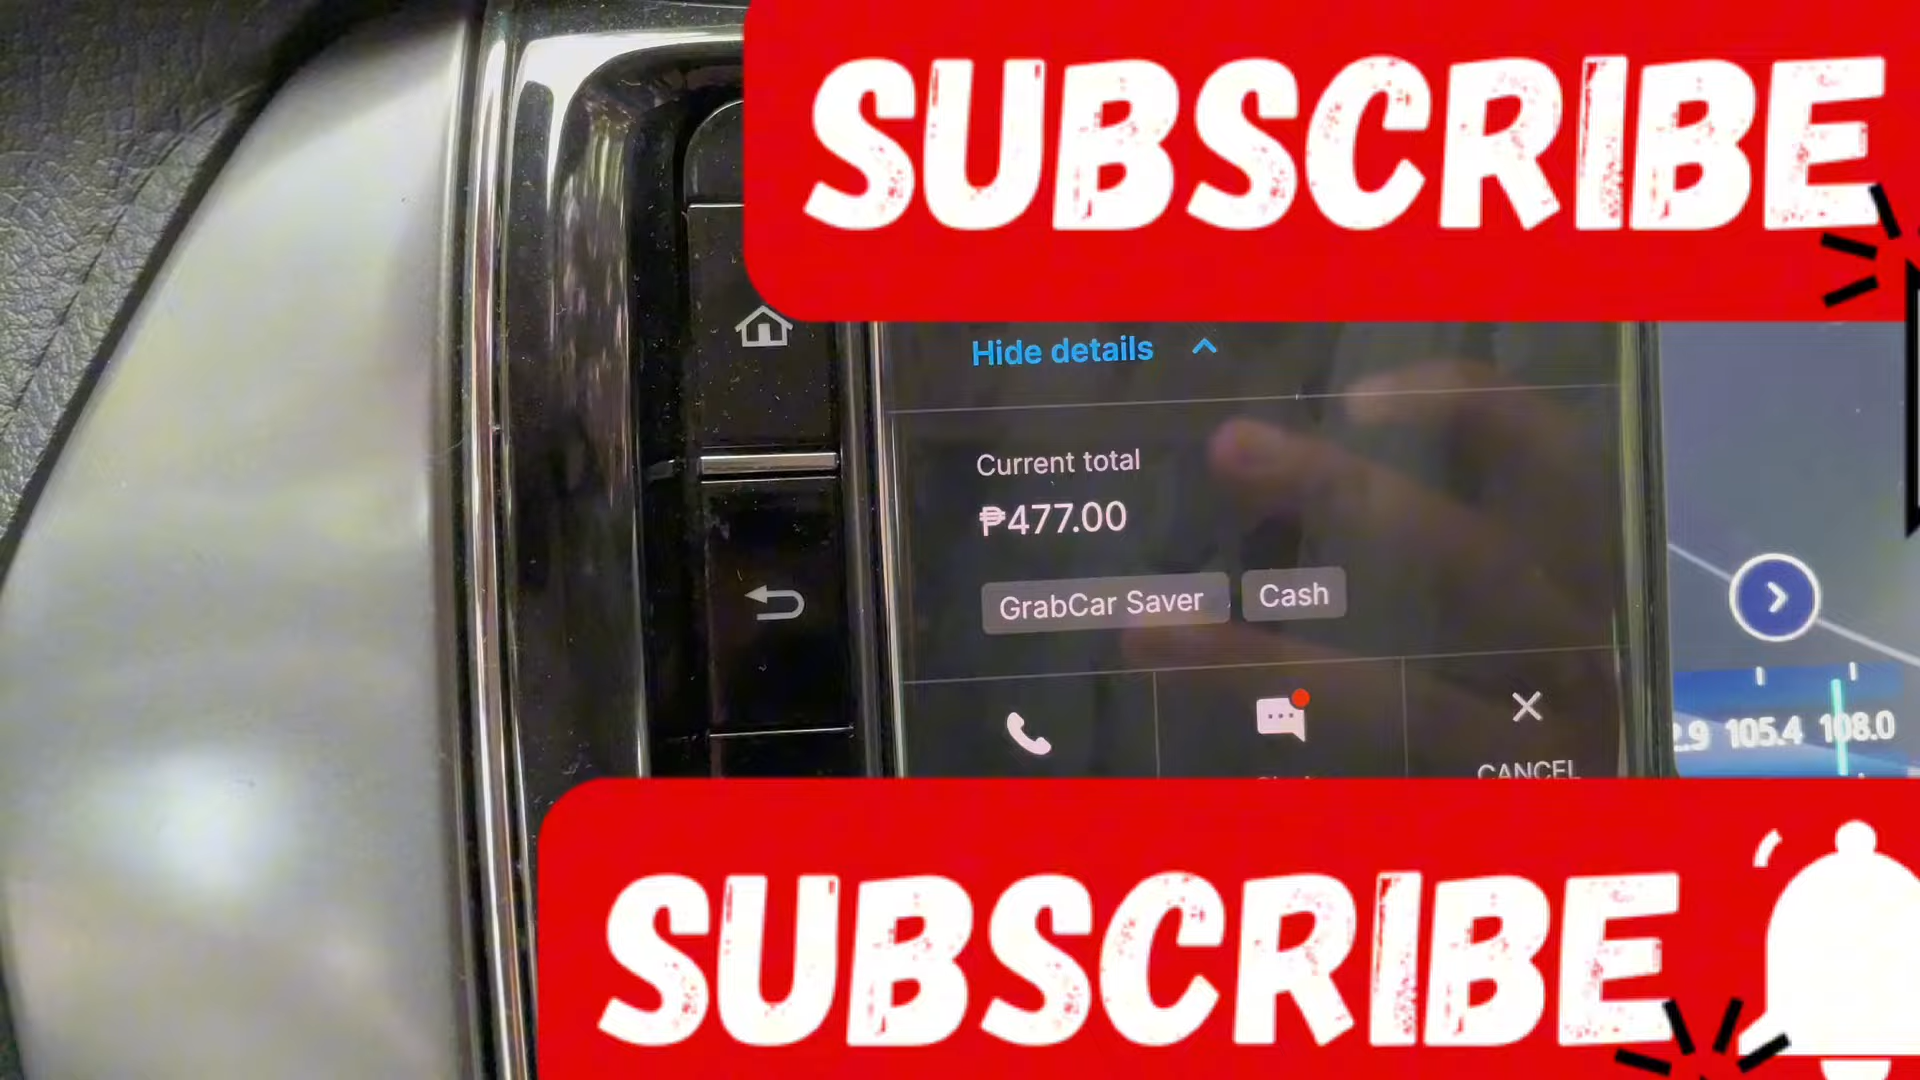 SUBSCRIBE
Hide details
Current total
₱477.00
GrabCar Saver
Cash
CANCEL
105.4 108.0
SUBSCRIBE